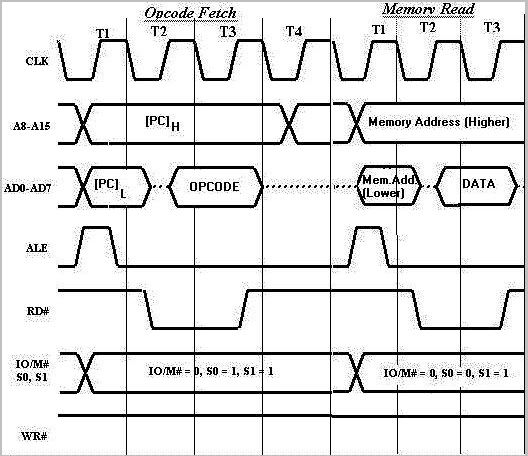 Opcode Fetch
Memory Read
T1
T2
T3
T4
T1
T2
T3
CLK
A8-A15
[PC]H
Memory Address (Higher)
AD0-AD7
[PC]L
OPCODE
Mem.Add.
(Lower)
DATA
ALE
RD#
IO/M#
S0, S1
IO/M# = 0, S0 = 1, S1 = 1
IO/M# = 0, S0 = 0, S1 = 1
WR#